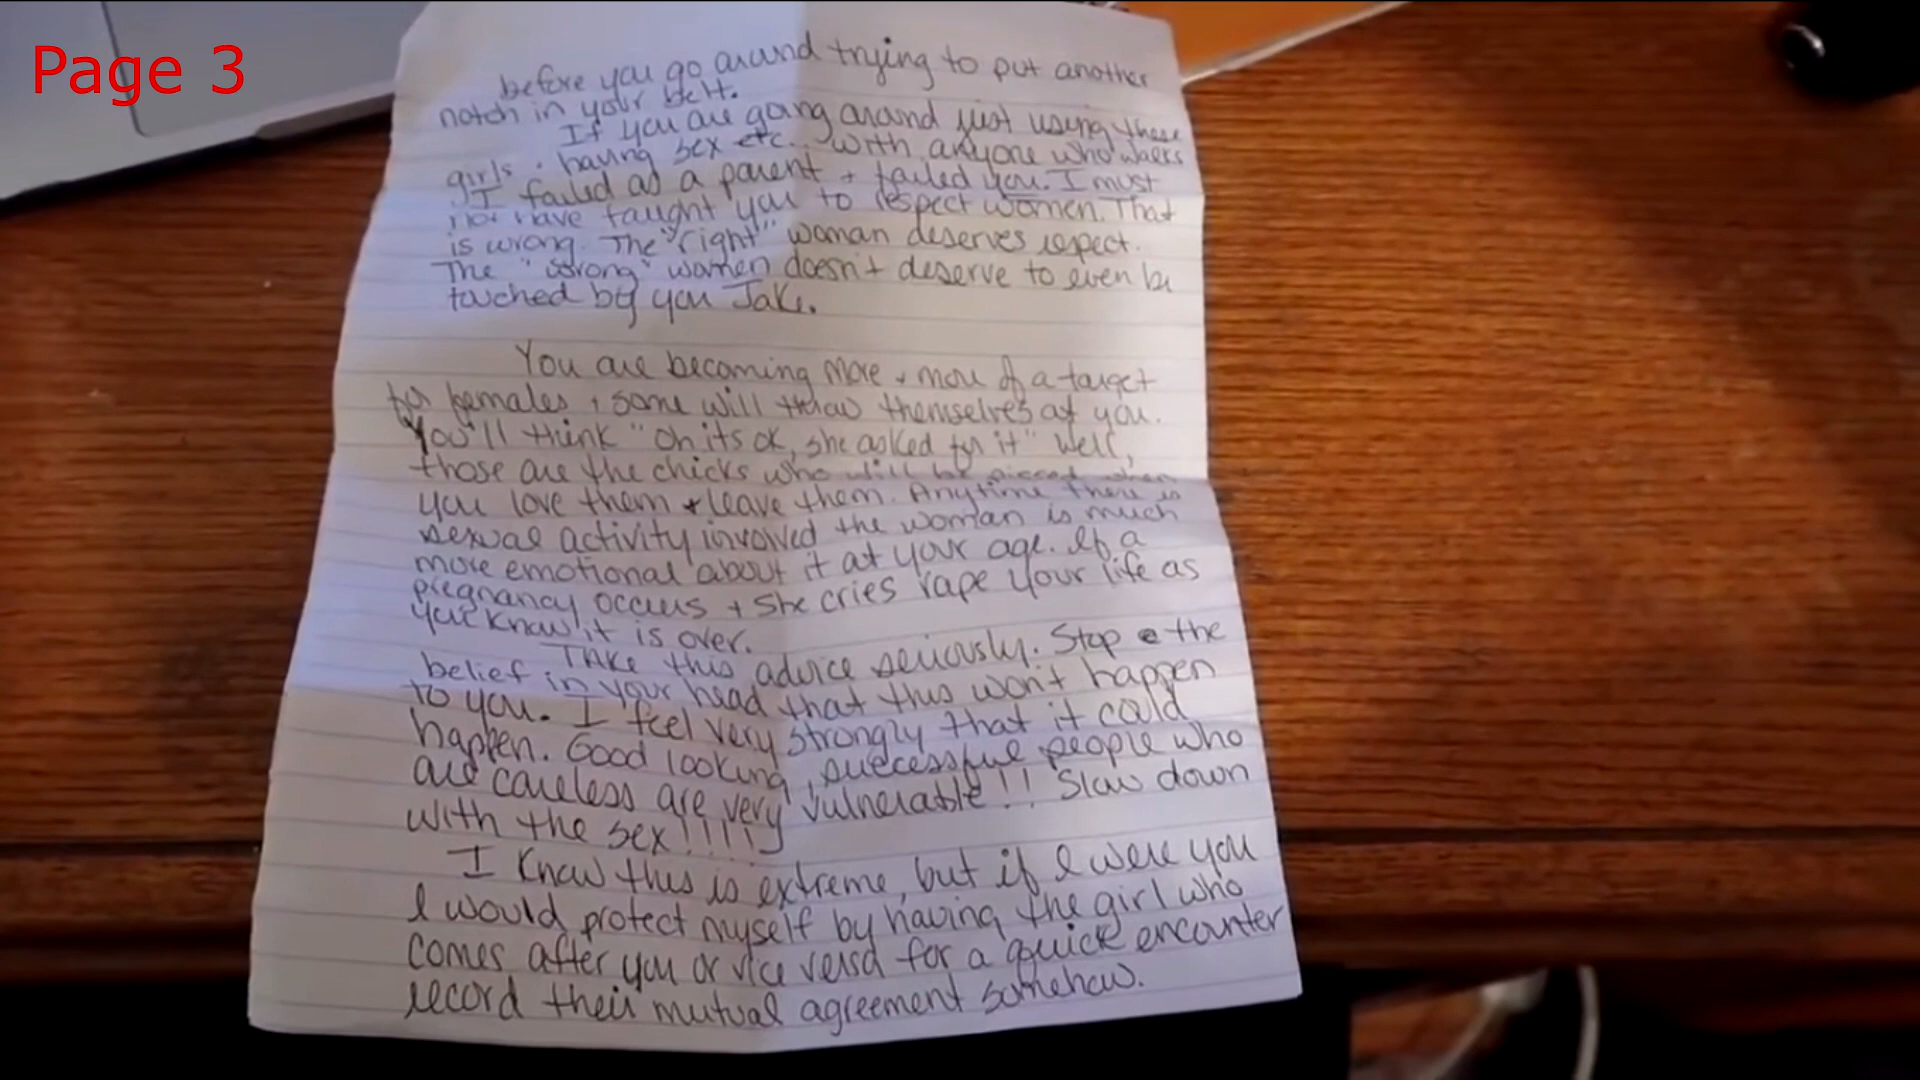 Page 3
before you go around trying to put another
notch in your belt.
If you are going around just using these
girls + having sex etc... with anyone who walks
I failed as a parent + failed you. I must
not have taught you to respect women. That
is wrong. The "right" woman deserves respect.
The "wrong" women doesn't deserve to even be
touched by you Jake.
You are becoming more + more of a target
for females + some will throw themselves at you.
You'll think "oh its ok, she asked for it" Well,
those are the chicks who will be pissed when
you love them + leave them. Anytime there is
sexual activity involved the woman is much
more emotional about it at your age. If a
pregnancy occurs + she cries rape your life as
you know it is over.
Take this advice seriously. Stop the
belief in your head that this won't happen
to you. I feel very strongly that it could
happen. Good looking, successful people who
are careless are very vulnerable!! Slow down
with the sex!!!!!
I know this is extreme, but if I were you
I would protect myself by having the girl who
comes after you or vice versa for a quick encounter
record their mutual agreement somehow.